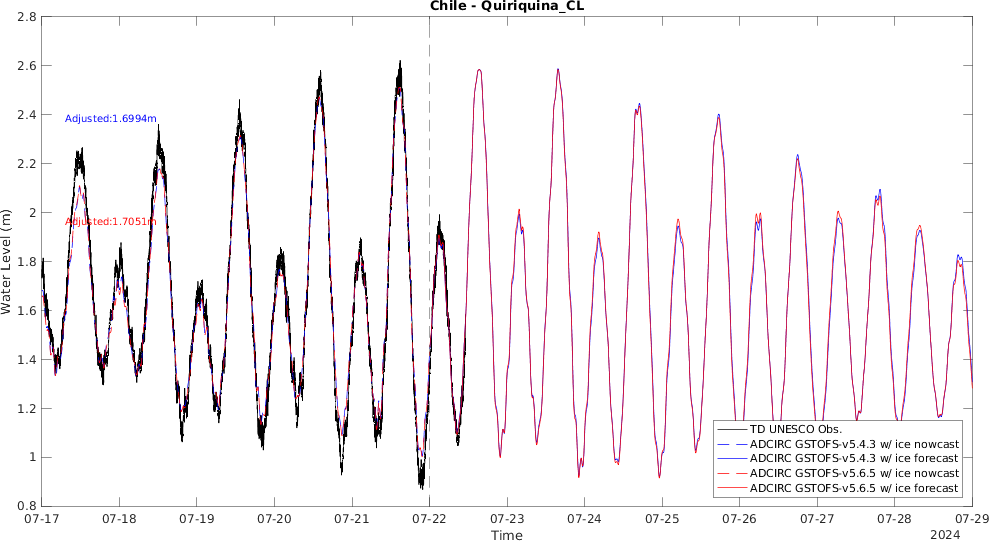 Chile - Quiriquina_CL
2.8
2.6
2.4
2.2
2
1.8
1.6
1.4
1.2
1
0.8
Water Level (m)
Adjusted:1.6994m
Adjusted:1.7051m
TD UNESCO Obs.
ADCIRC GSTOFS-v5.4.3 w/ ice nowcast
ADCIRC GSTOFS-v5.4.3 w/ ice forecast
ADCIRC GSTOFS-v5.6.5 w/ ice nowcast
ADCIRC GSTOFS-v5.6.5 w/ ice forecast
07-17 07-18 07-19 07-20 07-21 07-22 07-23 07-24 07-25 07-26 07-27 07-28 07-29
Time
2024